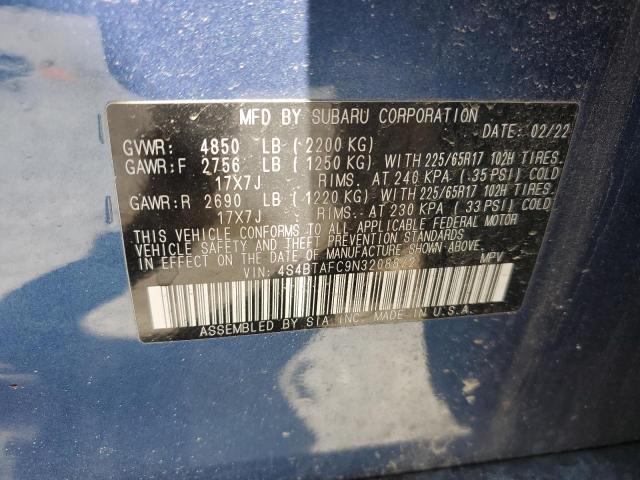 MFD BY SUBARU CORPORATION
DATE: 02/22
GVWR: 4850 LB (2200 KG)
GAWR:F 2756 LB (1250 KG) WITH 225/65R17 102H TIRES.
17X7J RIMS. AT 240 KPA (35 PSI) COLD
GAWR:R 2690 LB (1220 KG) WITH 225/65R17 102H TIRES.
17X7J RIMS. AT 230 KPA (33 PSI) COLD
THIS VEHICLE CONFORMS TO ALL APPLICABLE FEDERAL MOTOR
VEHICLE SAFETY AND THEFT PREVENTION STANDARDS
IN EFFECT ON THE DATE OF MANUFACTURE SHOWN ABOVE.
VIN: MPV
ASSEMBLED BY SIA INC. MADE IN U.S.A.